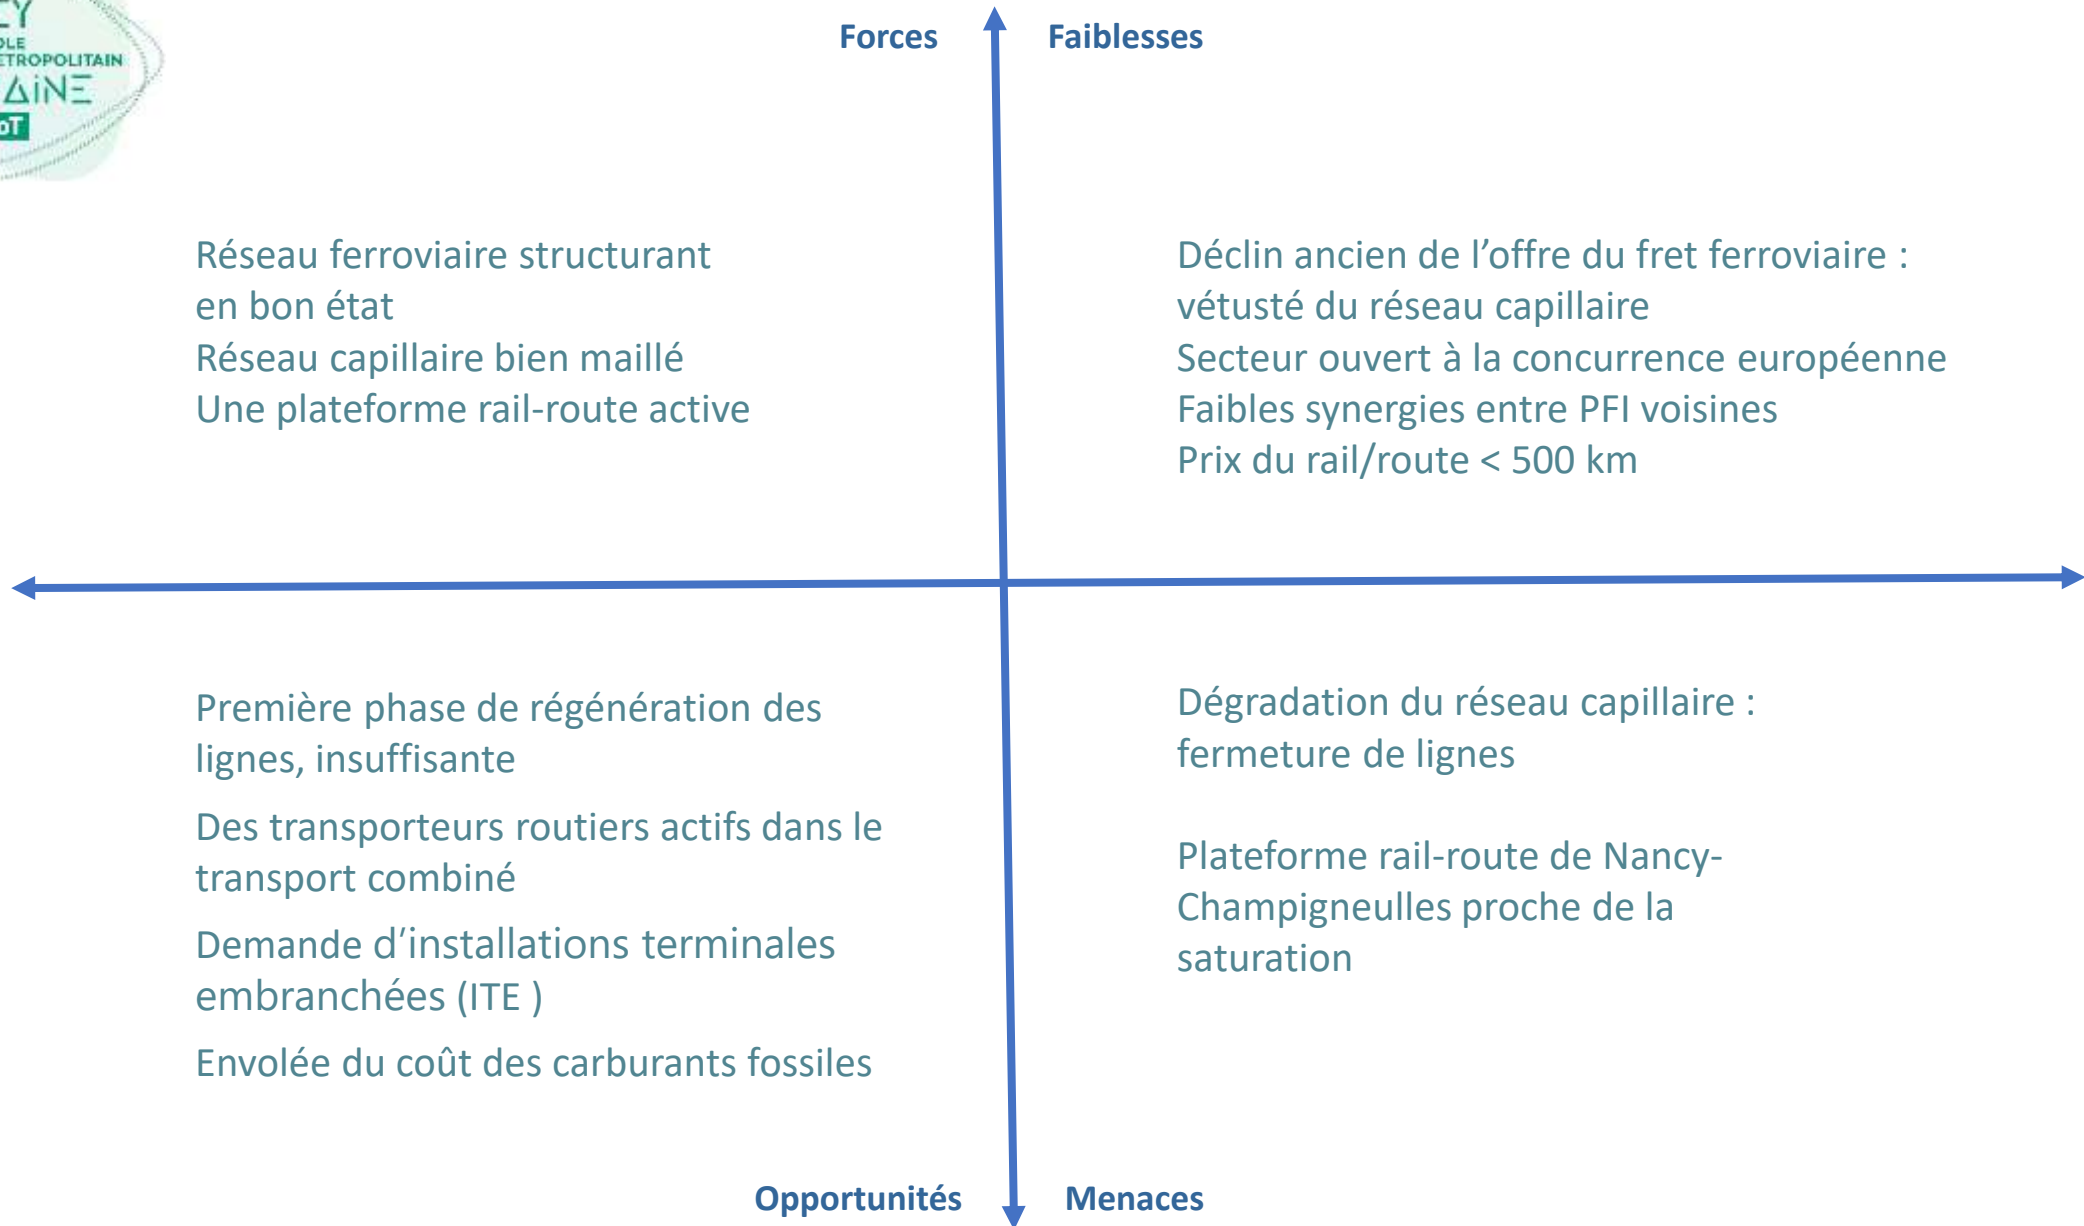 MÉTROPOLITAIN
Forces
Faiblesses
Réseau ferroviaire structurant
en bon état
Réseau capillaire bien maillé
Une plateforme rail-route active
Déclin ancien de l’offre du fret ferroviaire :
vétusté du réseau capillaire
Secteur ouvert à la concurrence européenne
Faibles synergies entre PFI voisines
Prix du rail/route < 500 km
Première phase de régénération des
lignes, insuffisante
Des transporteurs routiers actifs dans le
transport combiné
Demande d’installations terminales
embranchées (ITE )
Envolée du coût des carburants fossiles
Dégradation du réseau capillaire :
fermeture de lignes
Plateforme rail-route de Nancy-
Champigneulles proche de la
saturation
Opportunités
Menaces